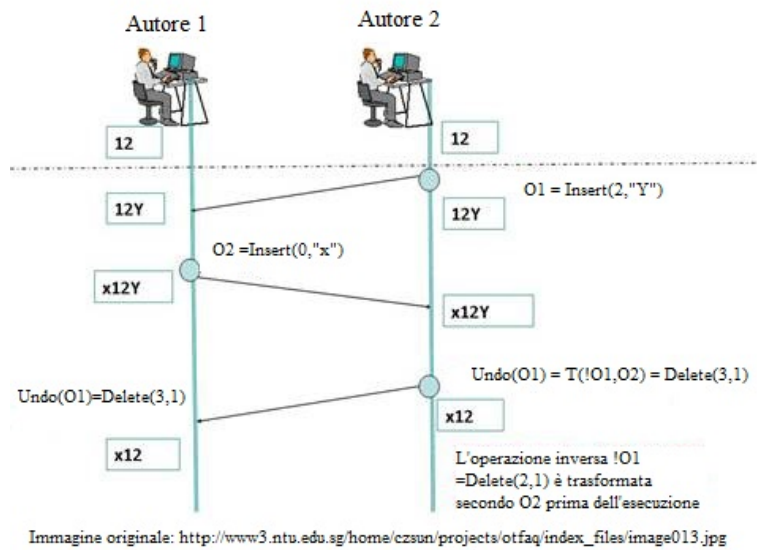 Autore 1
Autore 2
12
12
O1 = Insert(2,"Y")
12Y
12Y
O2 =Insert(0,"x")
x12Y
x12Y
Undo(O1) = T(!O1,O2) = Delete(3,1)
Undo(O1)=Delete(3,1)
x12
x12
L'operazione inversa !O1
=Delete(2,1) è trasformata
secondo O2 prima dell'esecuzione
Immagine originale: http://www3.ntu.edu.sg/home/czsun/projects/otfaq/index_files/image013.jpg